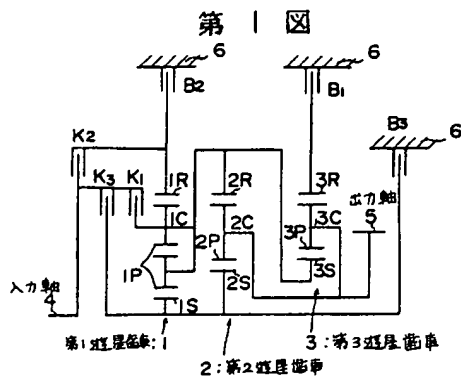 第1図
6
6
B2
B1
B3
6
K2
K3
K1
1R
2R
3R
出力軸
5
1C
2C
3C
2P
3P
1P
2S
3S
入力軸
4
1S
第1遊星歯車:1
3:第3遊星歯車
2:第2遊星歯車